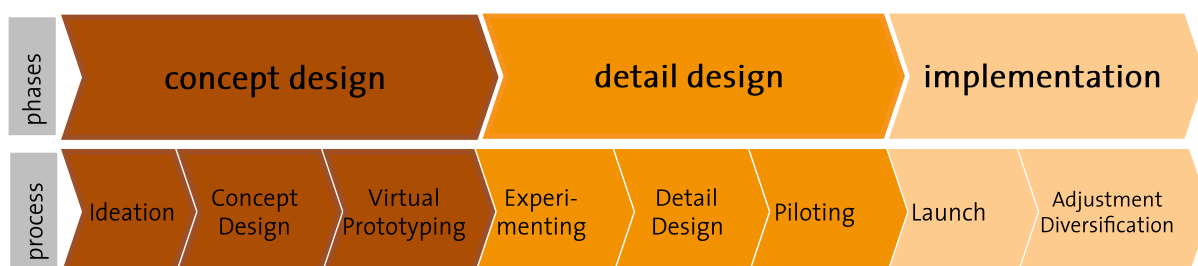 phases
concept design
detail design
implementation
process
Ideation
Concept
Design
Virtual
Prototyping
Experi-
menting
Detail
Design
Piloting
Launch
Adjustment
Diversification